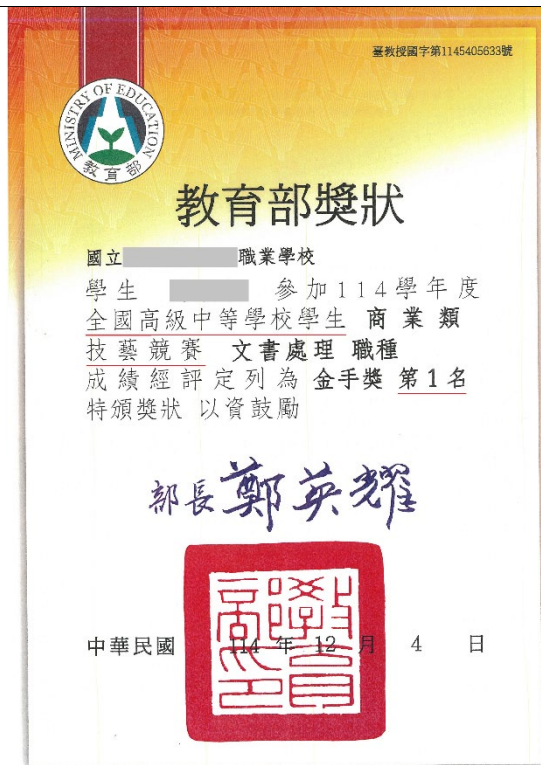 臺教授國字第1145405633號
MINISTRY OF EDUCATION
教育部
教育部獎狀
國立 職業學校
學生 參加114學年度
全國高級中等學校學生 商業類
技藝競賽 文書處理 職種
成績經評定列為 金手獎 第1名
特頒獎狀 以資鼓勵
部長 鄭英耀
中華民國 114 年 12 月 4 日
教育部印